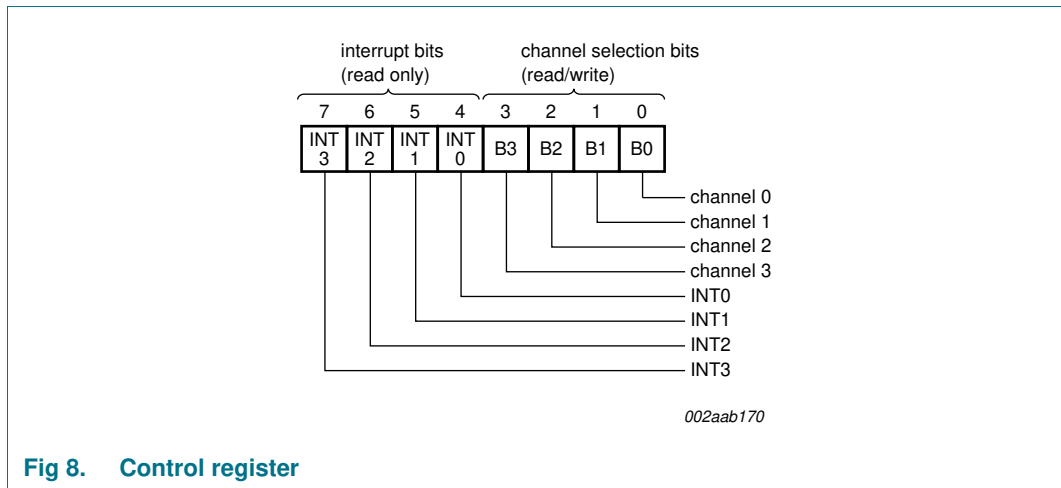 interrupt bits
(read only)
channel selection bits
(read/write)
7 6 5 4 3 2 1 0
INT 3 INT 2 INT 1 INT 0 B3 B2 B1 B0
channel 0
channel 1
channel 2
channel 3
INT0
INT1
INT2
INT3
002aab170
Fig 8. Control register